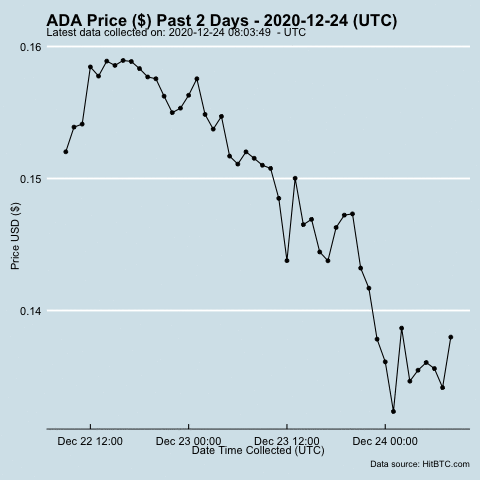 ADA Price ($) Past 2 Days - 2020-12-24 (UTC)
Latest data collected on: 2020-12-24 08:03:49  - UTC
0.16
0.15
0.14
Price USD ($)
Dec 22 12:00 Dec 23 00:00 Dec 23 12:00 Dec 24 00:00
Date Time Collected (UTC)
Data source: HitBTC.com